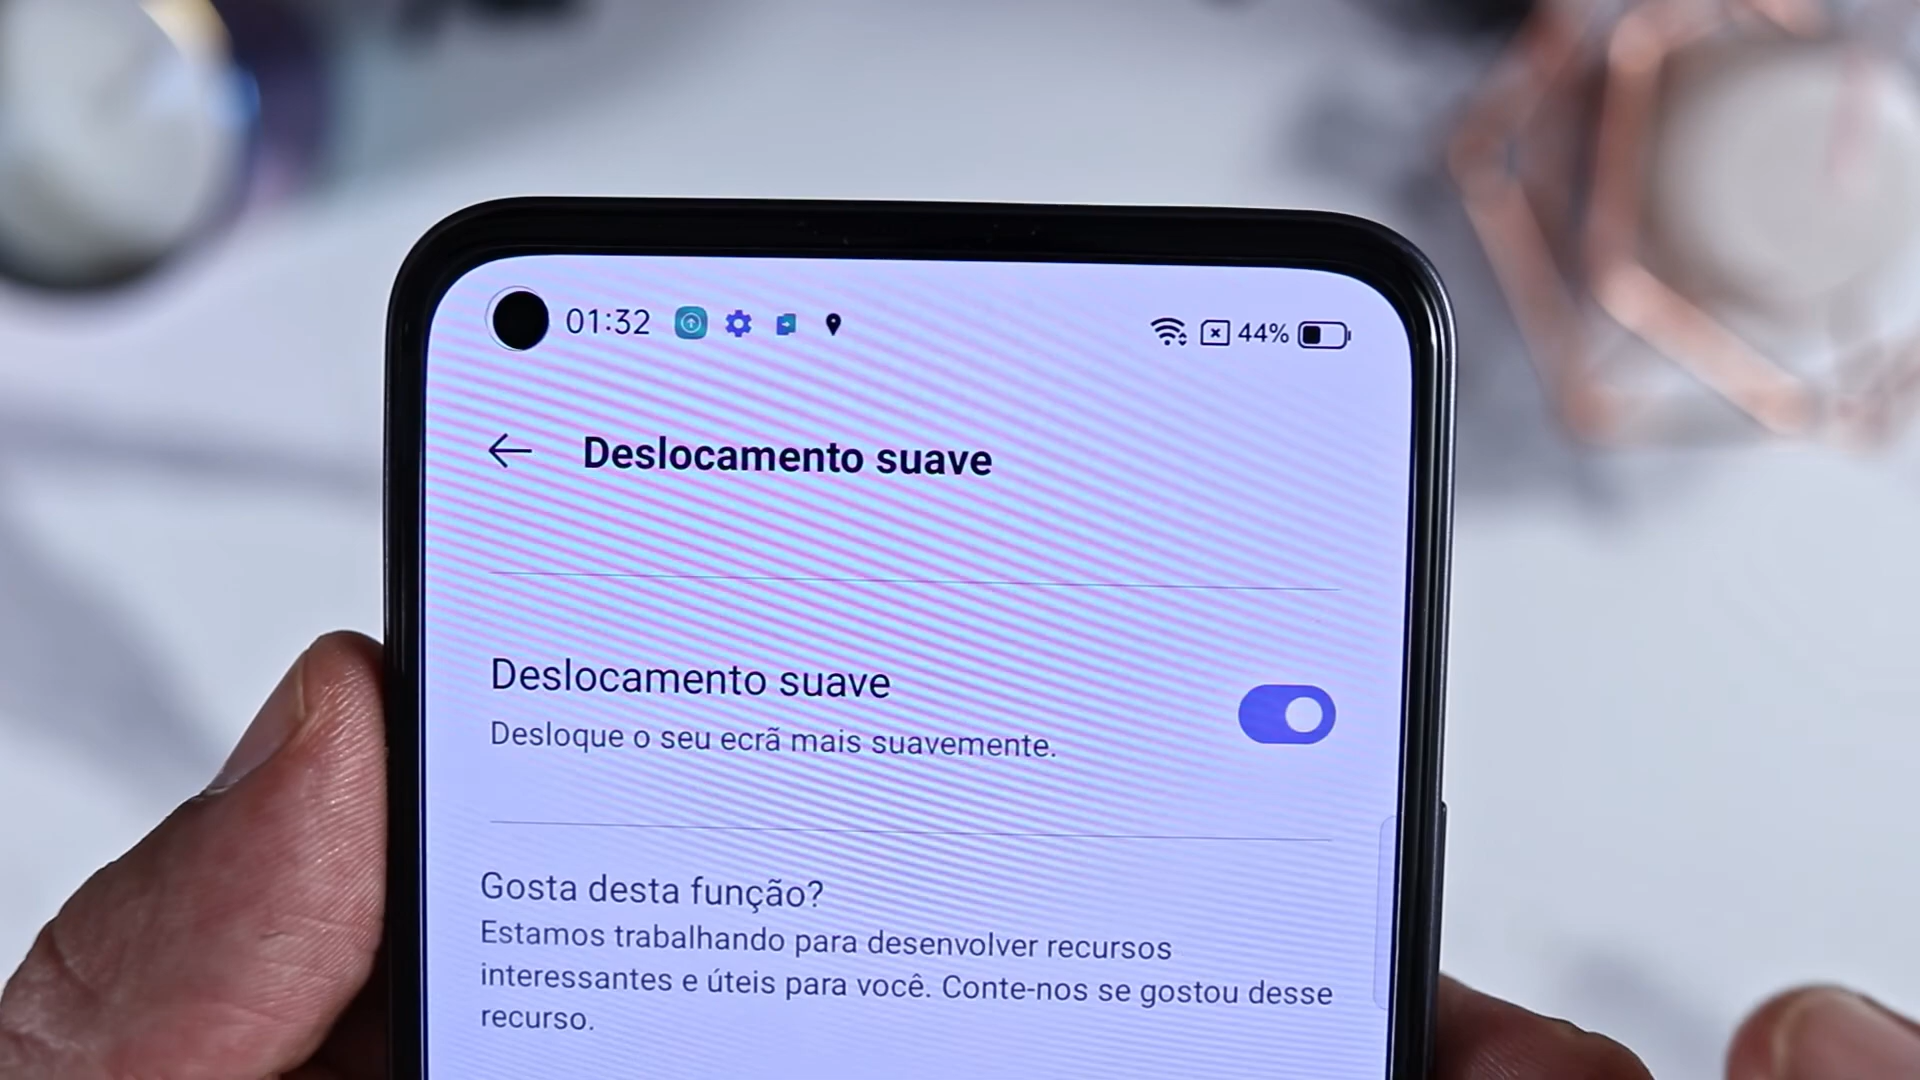 01:32 44%
Deslocamento suave
Deslocamento suave
Desloque o seu ecrã mais suavemente.
Gosta desta função?
Estamos trabalhando para desenvolver recursos
interessantes e úteis para você. Conte-nos se gostou desse
recurso.